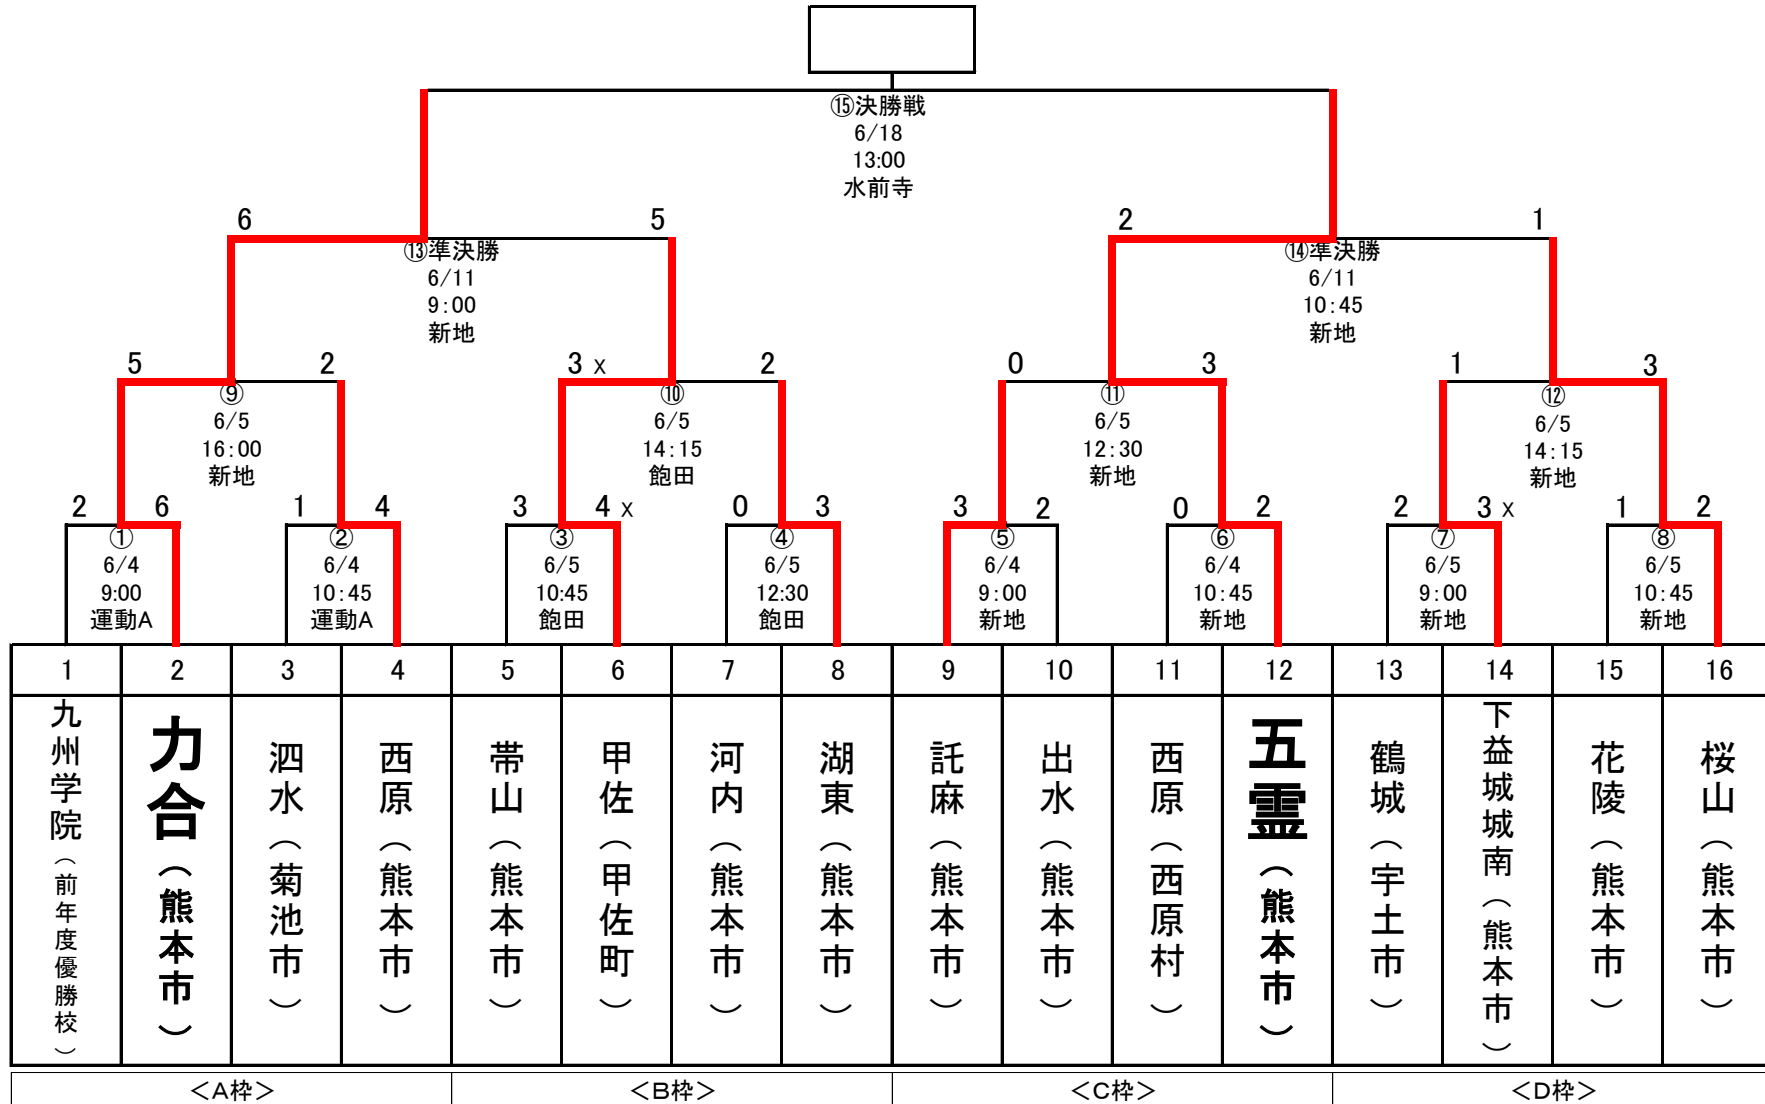 ⑮決勝戦
6/18
13:00
水前寺
6 5 2 1
⑬準決勝
6/11
9:00
新地
⑭準決勝
6/11
10:45
新地
5 2 3 x 2 0 3 1 3
⑨
6/5
16:00
新地
⑩
6/5
14:15
飽田
⑪
6/5
12:30
新地
⑫
6/5
14:15
新地
2 6 1 4 3 4 x 0 3 3 2 0 2 2 3 x 1 2
①
6/4
9:00
運動A
②
6/4
10:45
運動A
③
6/5
10:45
飽田
④
6/5
12:30
飽田
⑤
6/4
9:00
新地
⑥
6/4
10:45
新地
⑦
6/5
9:00
新地
⑧
6/5
10:45
新地
1 2 3 4 5 6 7 8 9 10 11 12 13 14 15 16
九州学院(前年度優勝校)
力合(熊本市)
泗水(菊池市)
西原(熊本市)
帯山(熊本市)
甲佐(甲佐町)
河内(熊本市)
湖東(熊本市)
託麻(熊本市)
出水(熊本市)
西原(西原村)
五霊(熊本市)
鶴城(宇土市)
下益城城南(熊本市)
花陵(熊本市)
桜山(熊本市)
<A枠> <B枠> <C枠> <D枠>